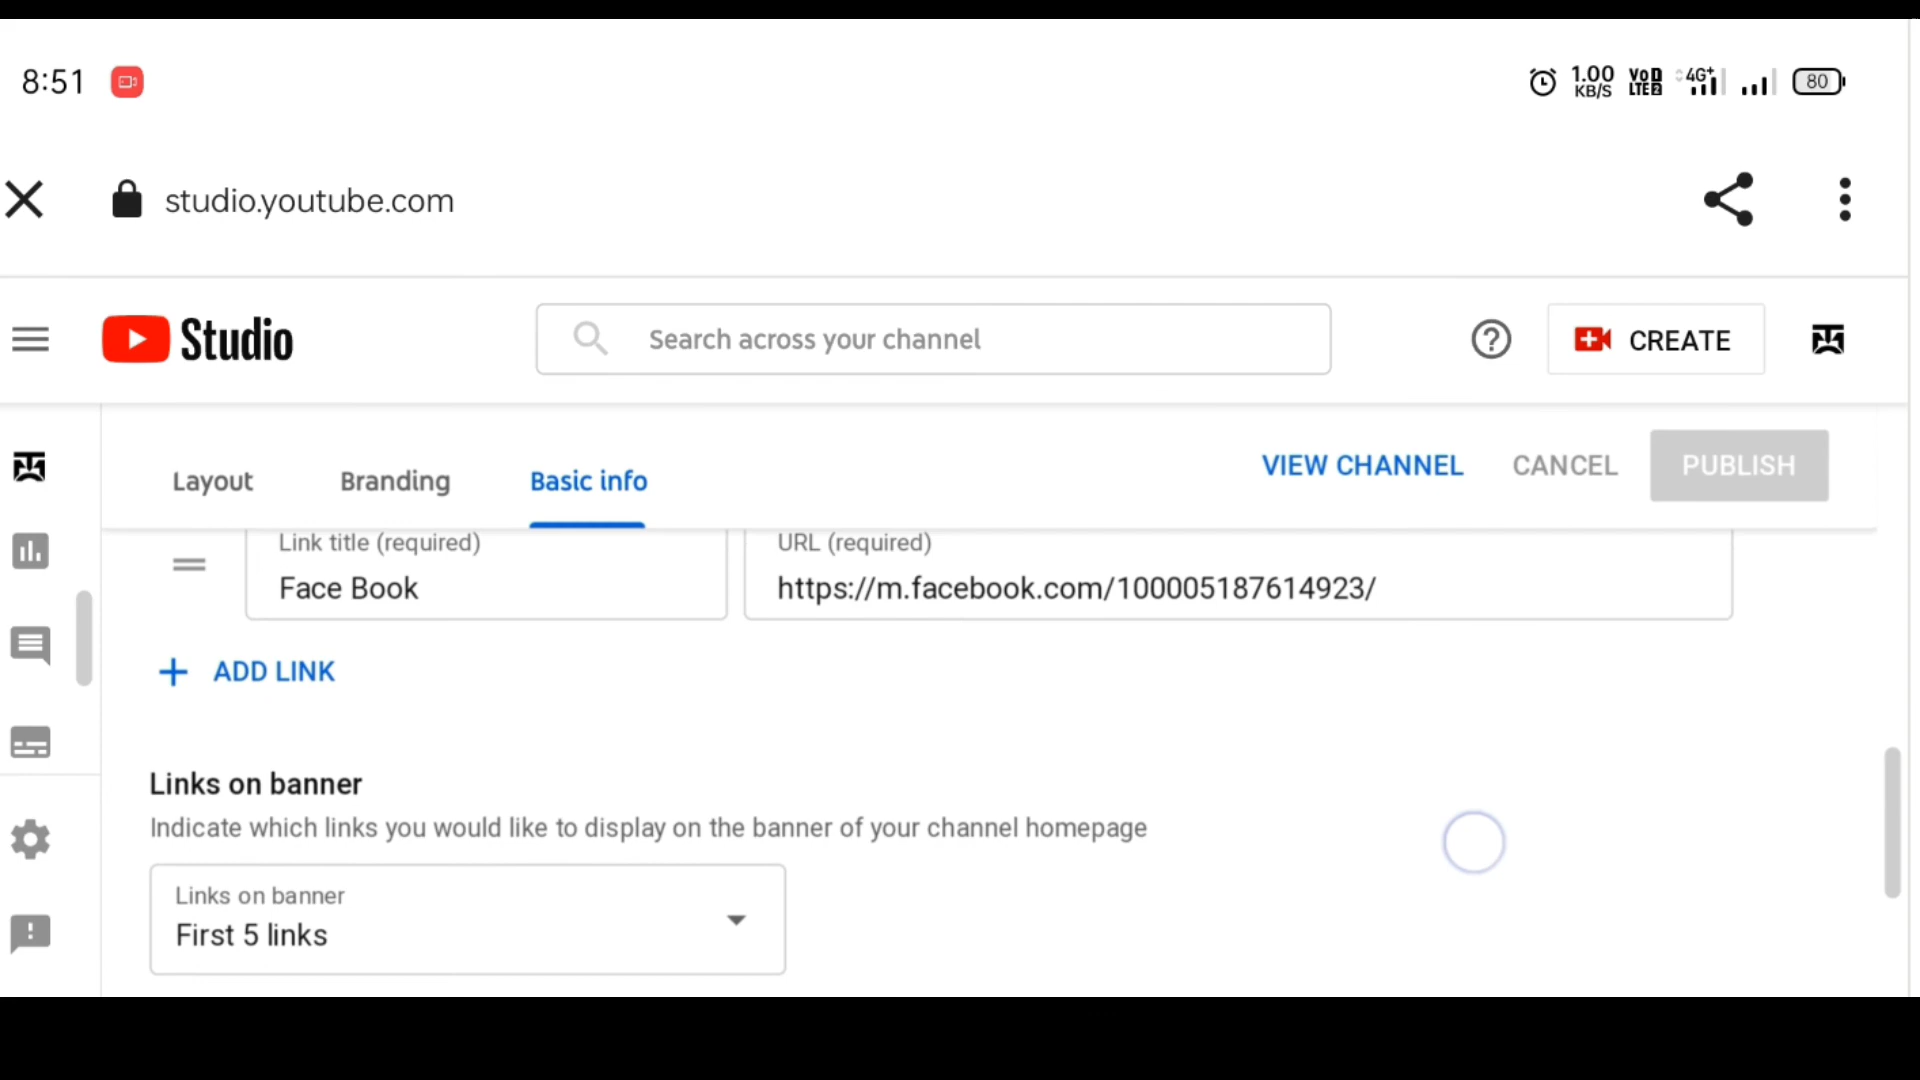 8:51
1.00 KB/S VoD LTE 2 4G+ 80
studio.youtube.com
Studio
Search across your channel
CREATE
Layout Branding Basic info VIEW CHANNEL CANCEL PUBLISH
Link title (required) URL (required)
Face Book https://m.facebook.com/100005187614923/
+ ADD LINK
Links on banner
Indicate which links you would like to display on the banner of your channel homepage
Links on banner
First 5 links